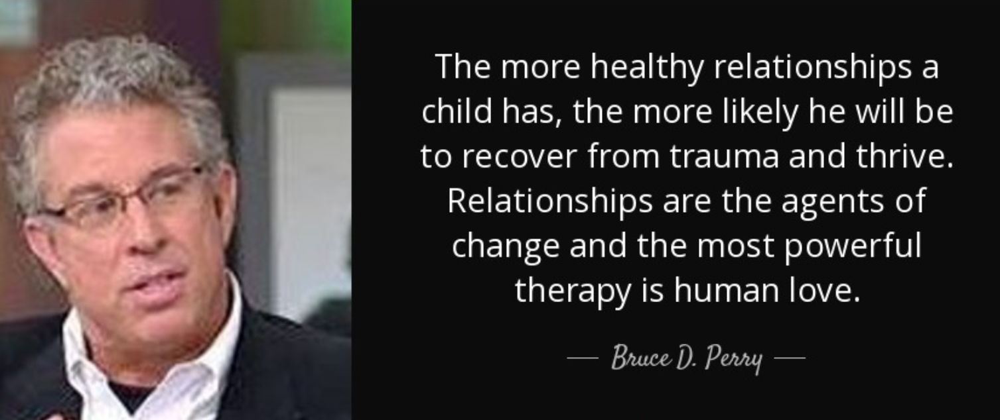 The more healthy relationships a
child has, the more likely he will be
to recover from trauma and thrive.
Relationships are the agents of
change and the most powerful
therapy is human love.
Bruce D. Perry